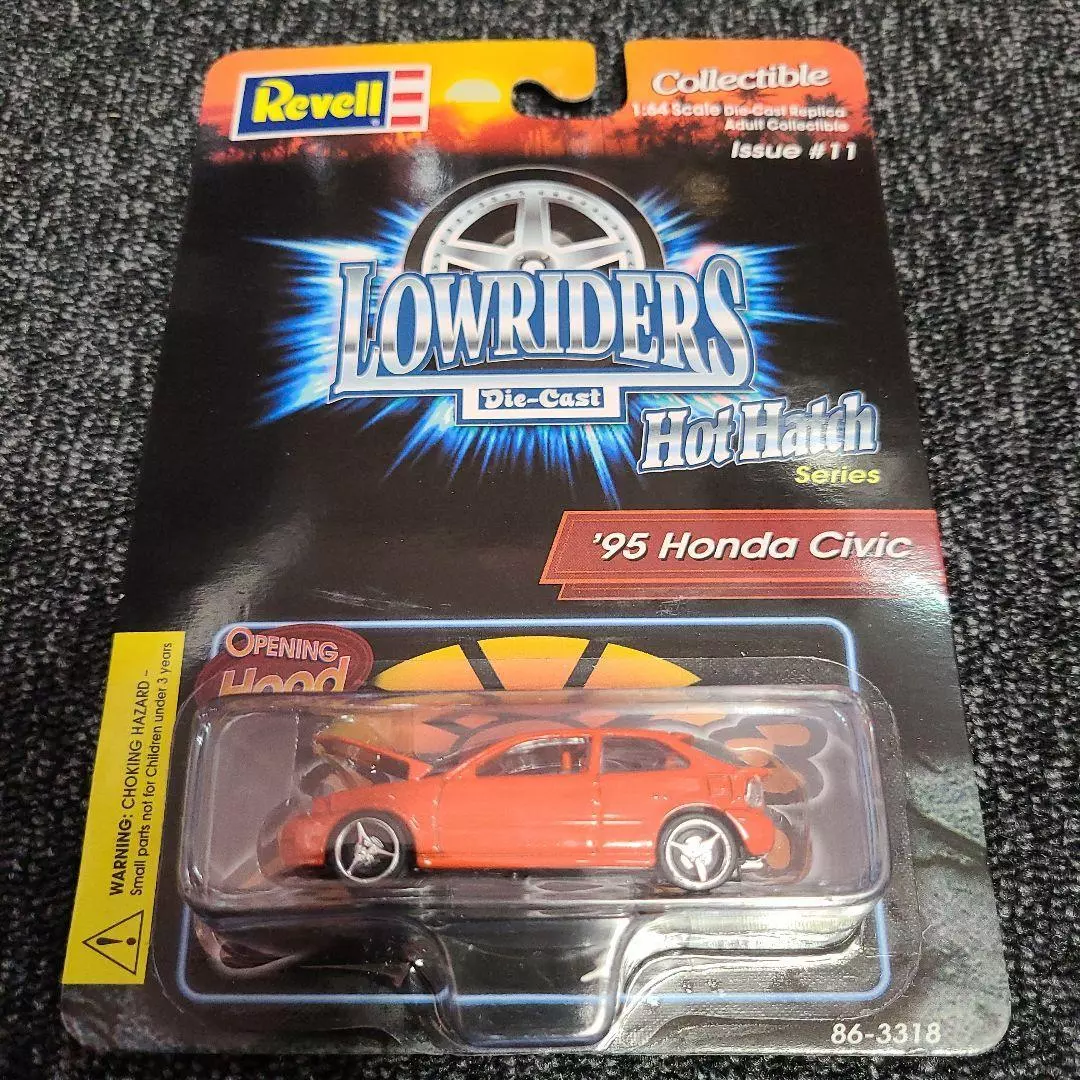 Revell
Collectible
1:64 Scale Die-Cast Replica
Adult Collectible
Issue #11
LOWRIDERS
Die-Cast
Hot Hatch
Series
'95 Honda Civic
OPENING
Hood
WARNING: CHOKING HAZARD –
Small parts not for Children under 3 years
86-3318